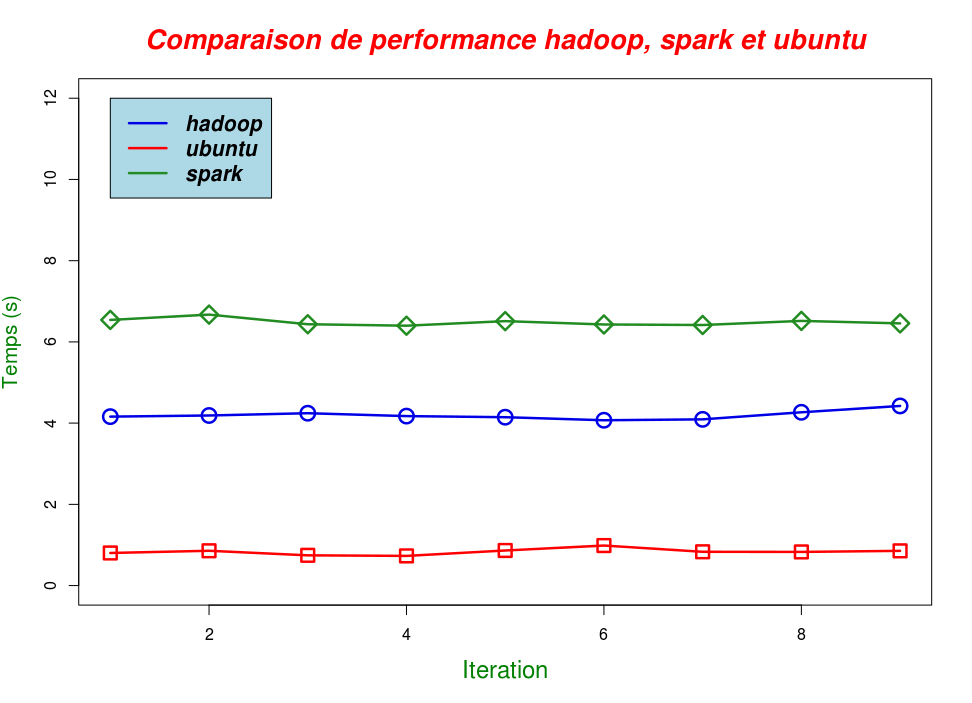 Comparaison de performance hadoop, spark et ubuntu
hadoop
ubuntu
spark
Temps (s)
12
10
8
6
4
2
0
2 4 6 8
Iteration